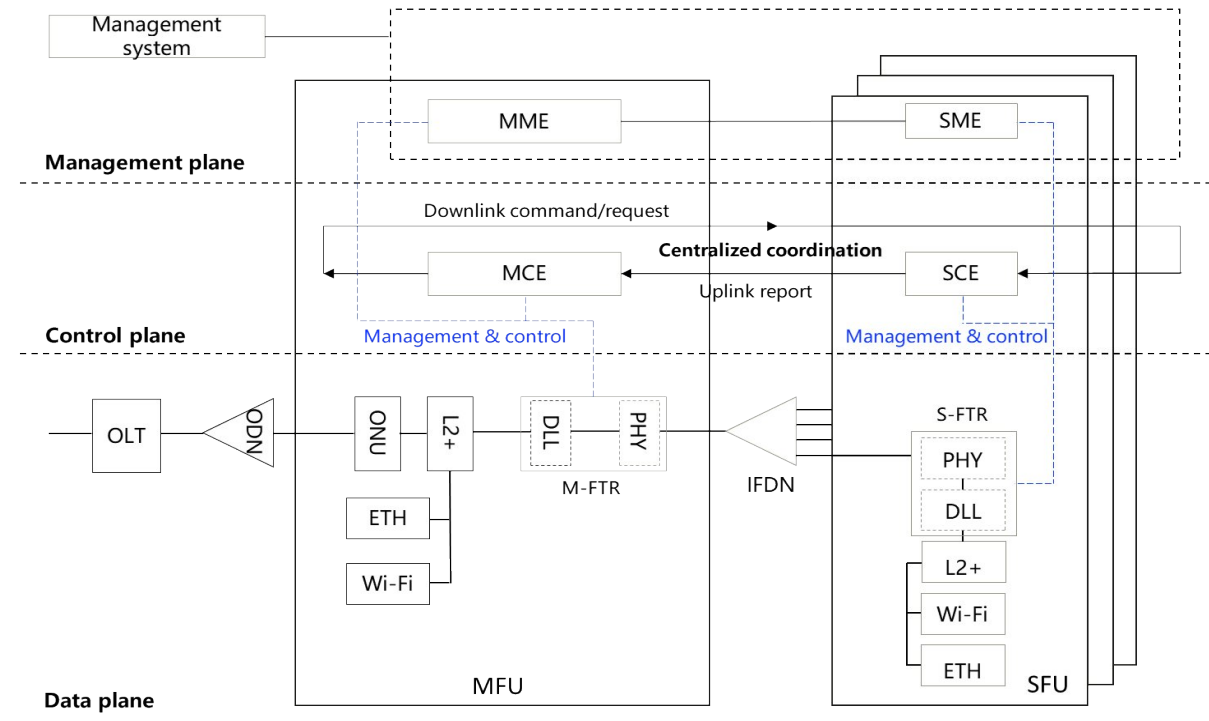 Management
system
MME
SME
Management plane
Downlink command/request
Centralized coordination
MCE
SCE
Uplink report
Control plane
Management & control
Management & control
OLT
ODN
ONU
L2+
DLL
PHY
M-FTR
IFDN
S-FTR
PHY
DLL
ETH
L2+
Wi-Fi
Wi-Fi
ETH
MFU
SFU
Data plane